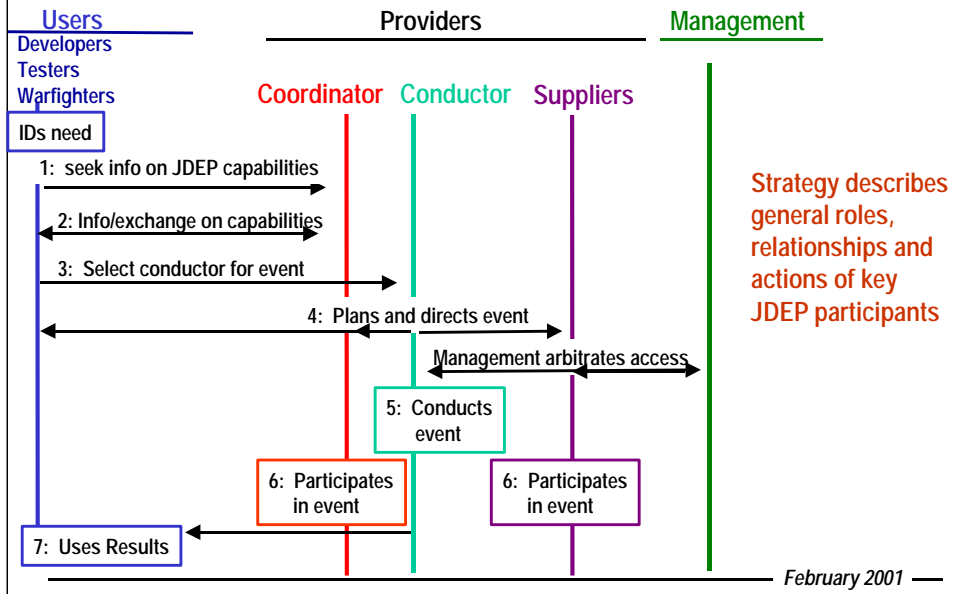 Users
Providers
Management
Developers
Testers
Warfighters
Coordinator
Conductor
Suppliers
IDs need
1: seek info on JDEP capabilities
2: Info/exchange on capabilities
3: Select conductor for event
4: Plans and directs event
Management arbitrates access
5: Conducts
event
6: Participates
in event
6: Participates
in event
7: Uses Results
Strategy describes
general roles,
relationships and
actions of key
JDEP participants
February 2001